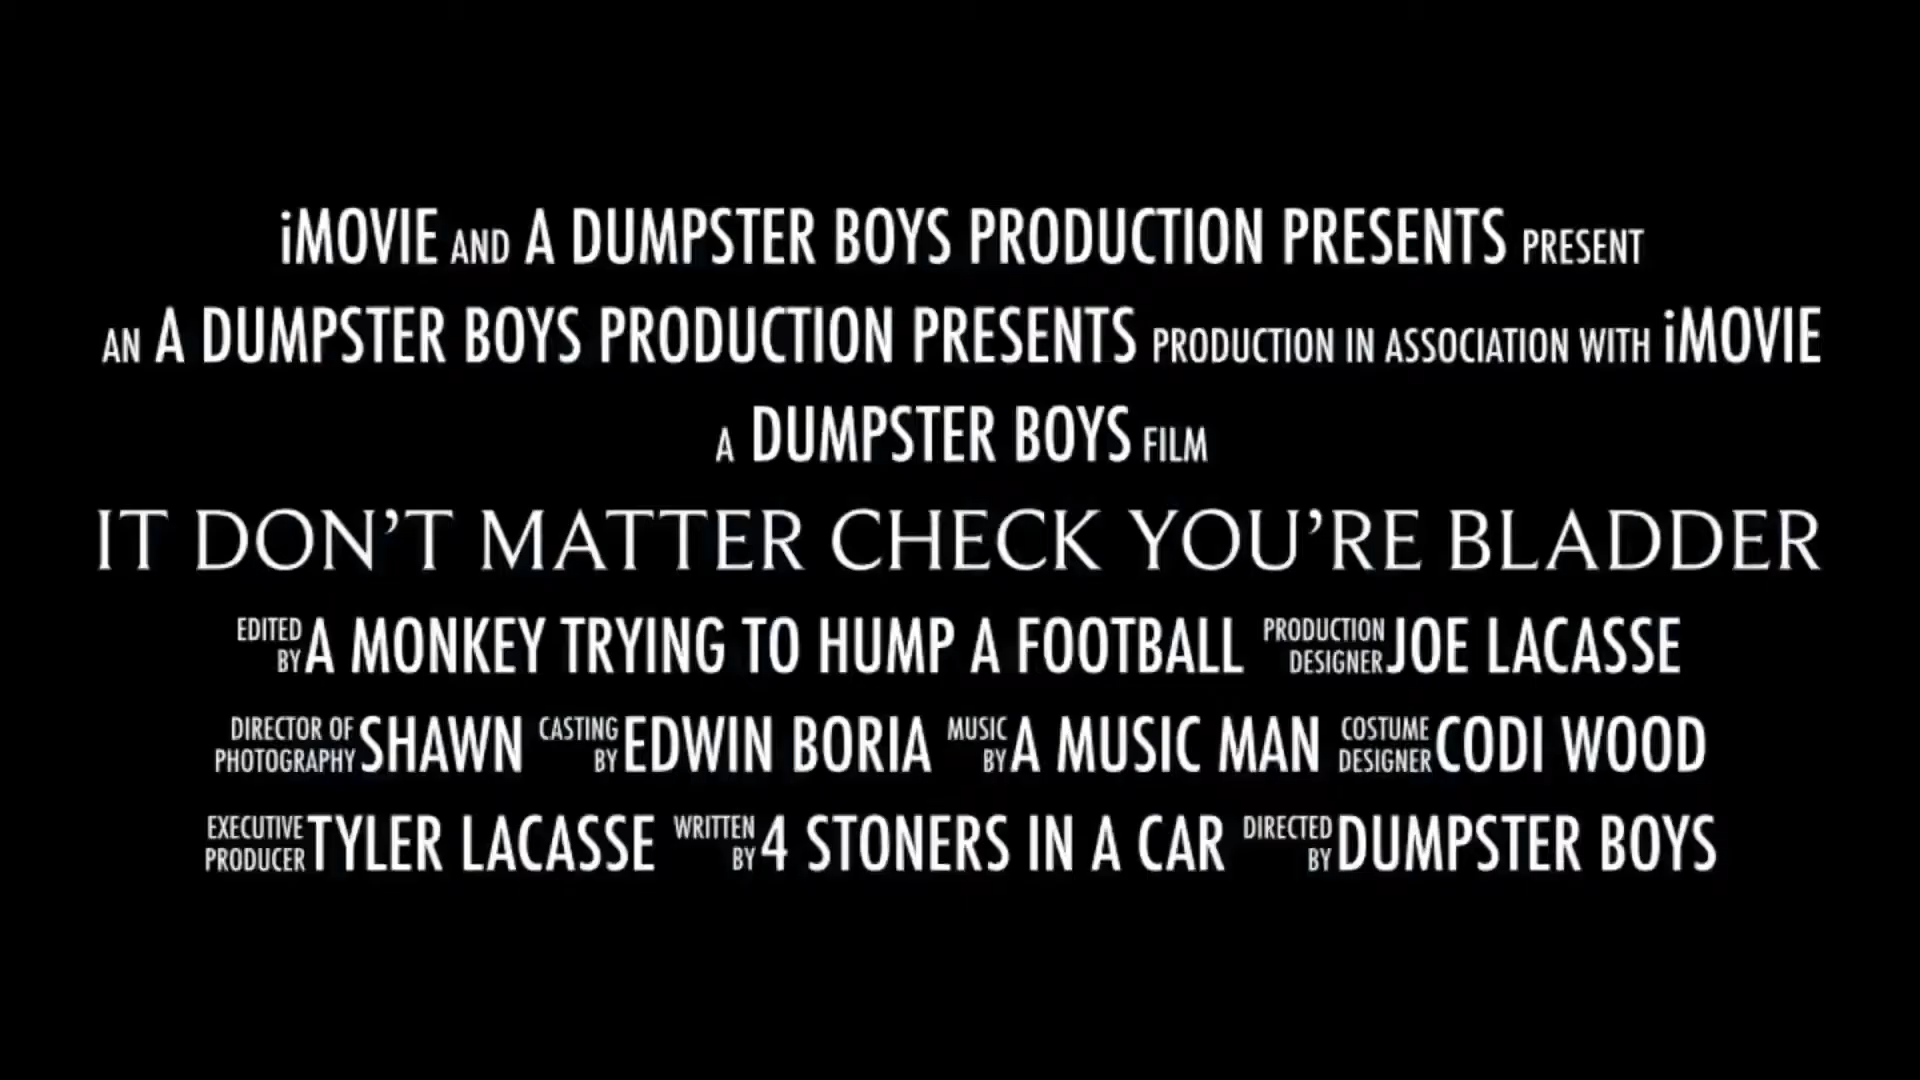 iMOVIE AND A DUMPSTER BOYS PRODUCTION PRESENTS PRESENT
AN A DUMPSTER BOYS PRODUCTION PRESENTS PRODUCTION IN ASSOCIATION WITH iMOVIE
A DUMPSTER BOYS FILM
IT DON'T MATTER CHECK YOU'RE BLADDER
EDITED BY A MONKEY TRYING TO HUMP A FOOTBALL PRODUCTION DESIGNER JOE LACASSE
DIRECTOR OF PHOTOGRAPHY SHAWN CASTING BY EDWIN BORIA MUSIC BY A MUSIC MAN COSTUME DESIGNER CODI WOOD
EXECUTIVE PRODUCER TYLER LACASSE WRITTEN BY 4 STONERS IN A CAR DIRECTED BY DUMPSTER BOYS